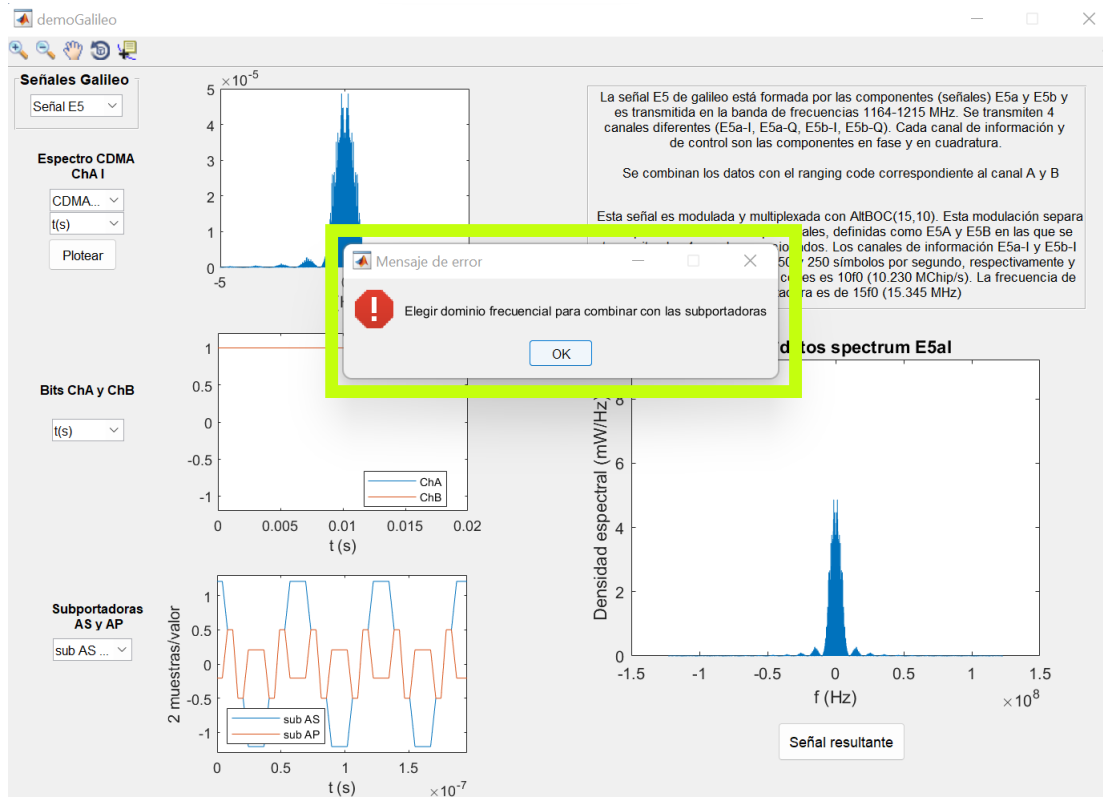 demoGalileo
Señales Galileo
Señal E5
Espectro CDMA
ChA I
CDMA...
t(s)
Plotear
×10-5
5
4
3
2
1
0
-5
La señal E5 de galileo está formada por las componentes (señales) E5a y E5b y
es transmitida en la banda de frecuencias 1164-1215 MHz. Se transmiten 4
canales diferentes (E5a-I, E5a-Q, E5b-I, E5b-Q). Cada canal de información y
de control son las componentes en fase y en cuadratura.
Se combinan los datos con el ranging code correspondiente al canal A y B
Esta señal es modulada y multiplexada con AltBOC(15,10). Esta modulación separa
ales, definidas como E5A y E5B en las que se
dos. Los canales de información E5a-I y E5b-I
50 y 250 símbolos por segundo, respectivamente y
es es 10f0 (10.230 MChip/s). La frecuencia de
ra es de 15f0 (15.345 MHz)
Mensaje de error
Elegir dominio frecuencial para combinar con las subportadoras
OK
Bits ChA y ChB
t(s)
1
0.5
0
-0.5
-1
ChA
ChB
0
0.005
0.01
0.015
0.02
t (s)
Subportadoras
AS y AP
sub AS ...
2 muestras/valor
1
0.5
0
-0.5
-1
sub AS
sub AP
0
0.5
1
1.5
×10-7
t (s)
datos spectrum E5aI
Densidad espectral (mW/Hz)
8
6
4
2
0
-1.5
-1
-0.5
0
0.5
1
1.5
×108
f (Hz)
Señal resultante